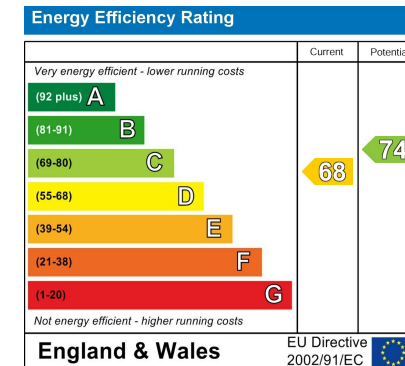 Energy Efficiency Rating
Current
Potentia
Very energy efficient - lower running costs
(92 plus) A
(81-91) B
(69-80) C
(55-68) D
(39-54) E
(21-38) F
(1-20) G
68
74
Not energy efficient - higher running costs
England & Wales
EU Directive
2002/91/EC